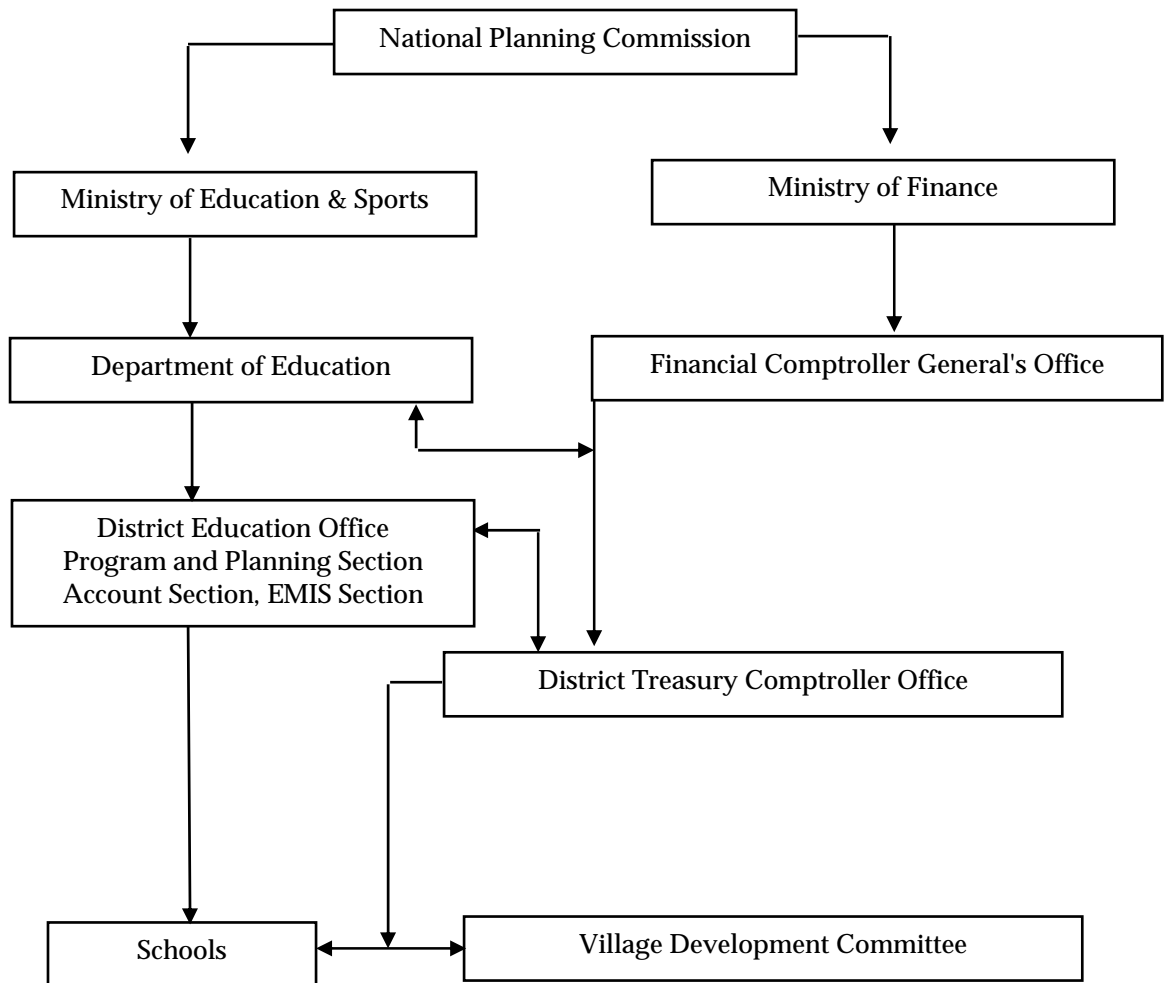 National Planning Commission
Ministry of Education & Sports
Ministry of Finance
Department of Education
Financial Comptroller General's Office
District Education Office
Program and Planning Section
Account Section, EMIS Section
District Treasury Comptroller Office
Schools
Village Development Committee